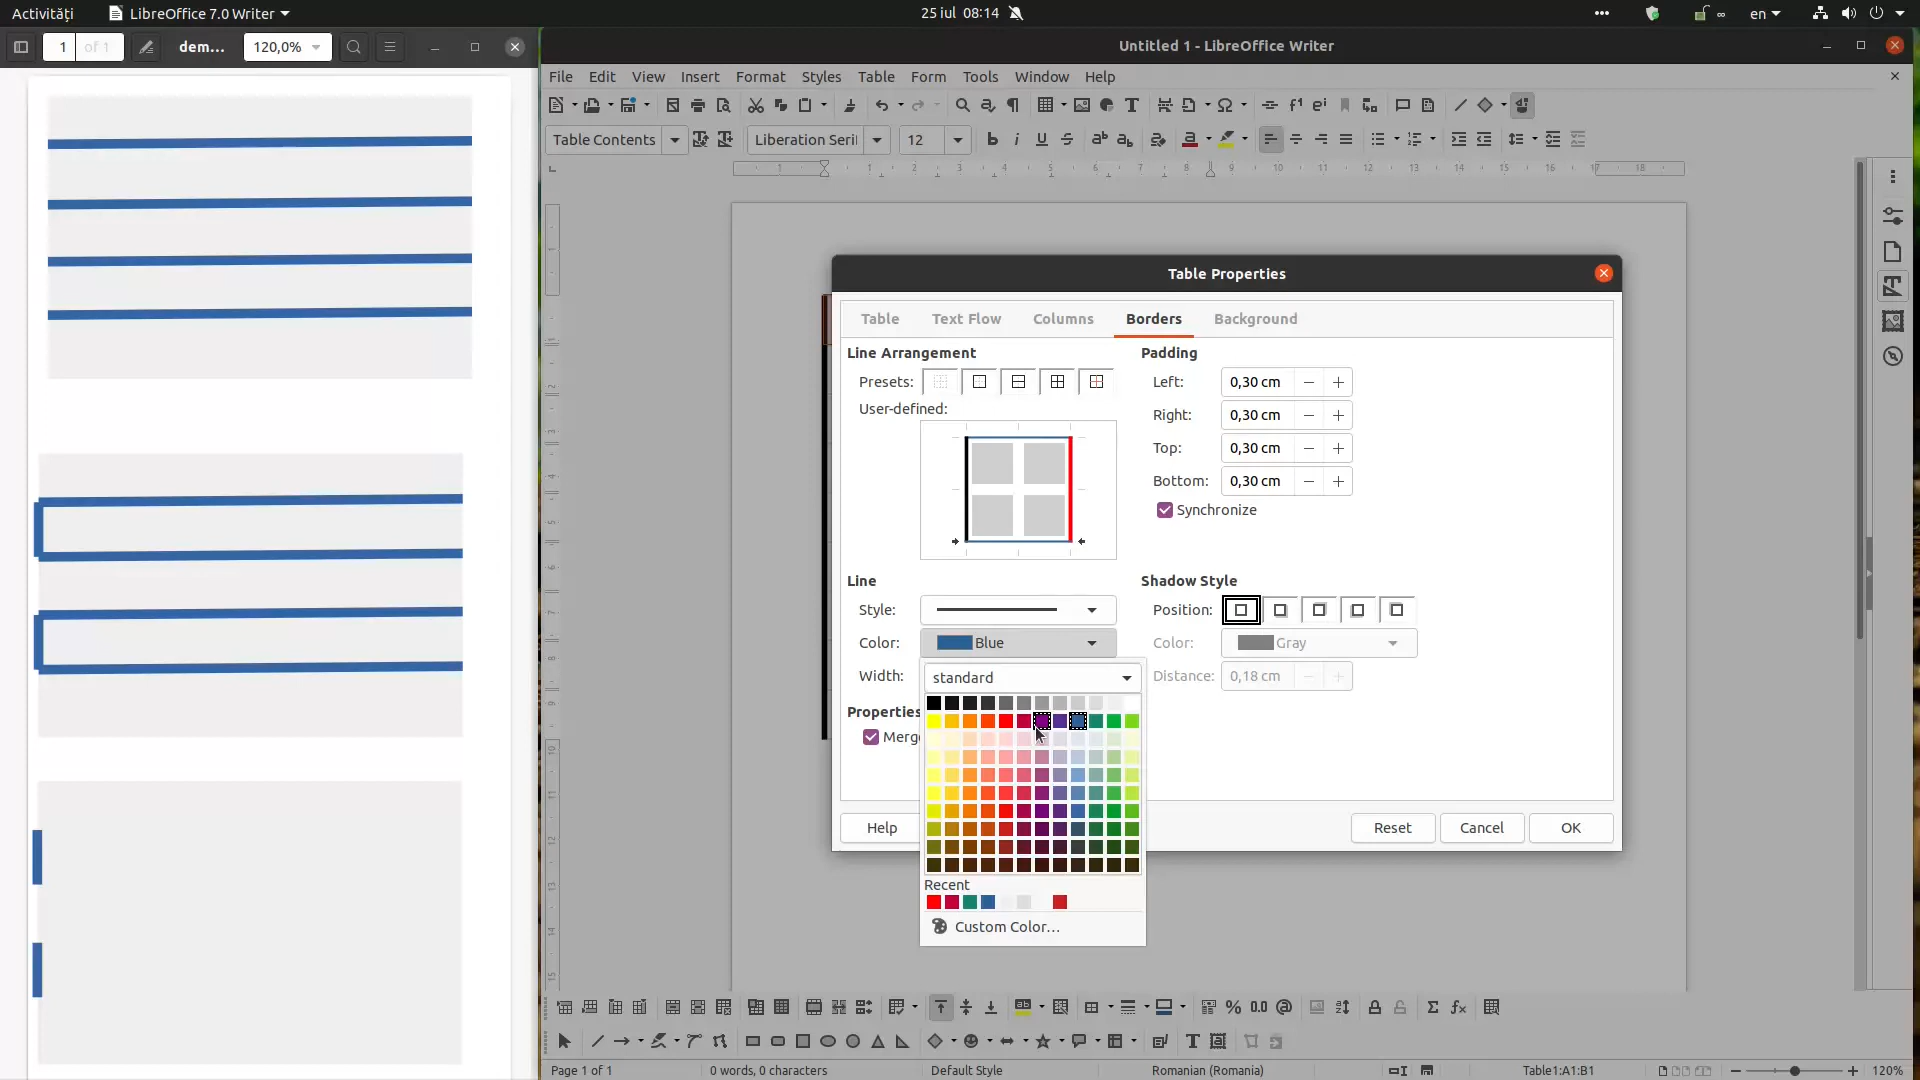 Activități
LibreOffice 7.0 Writer
25 iul 08:14
en
1 of 1
dem...
120,0%
Untitled 1 - LibreOffice Writer
File Edit View Insert Format Styles Table Form Tools Window Help
Table Contents
Liberation Seri
12
Table Properties
Table Text Flow Columns Borders Background
Line Arrangement
Presets:
User-defined:
Padding
Left: 0,30 cm
Right: 0,30 cm
Top: 0,30 cm
Bottom: 0,30 cm
Synchronize
Line
Style:
Color: Blue
Width:
standard
Recent
Custom Color...
Shadow Style
Position:
Color: Gray
Distance: 0,18 cm
Properties
Merg
Help
Reset
Cancel
OK
Page 1 of 1
0 words, 0 characters
Default Style
Romanian (Romania)
Table1:A1:B1
120%